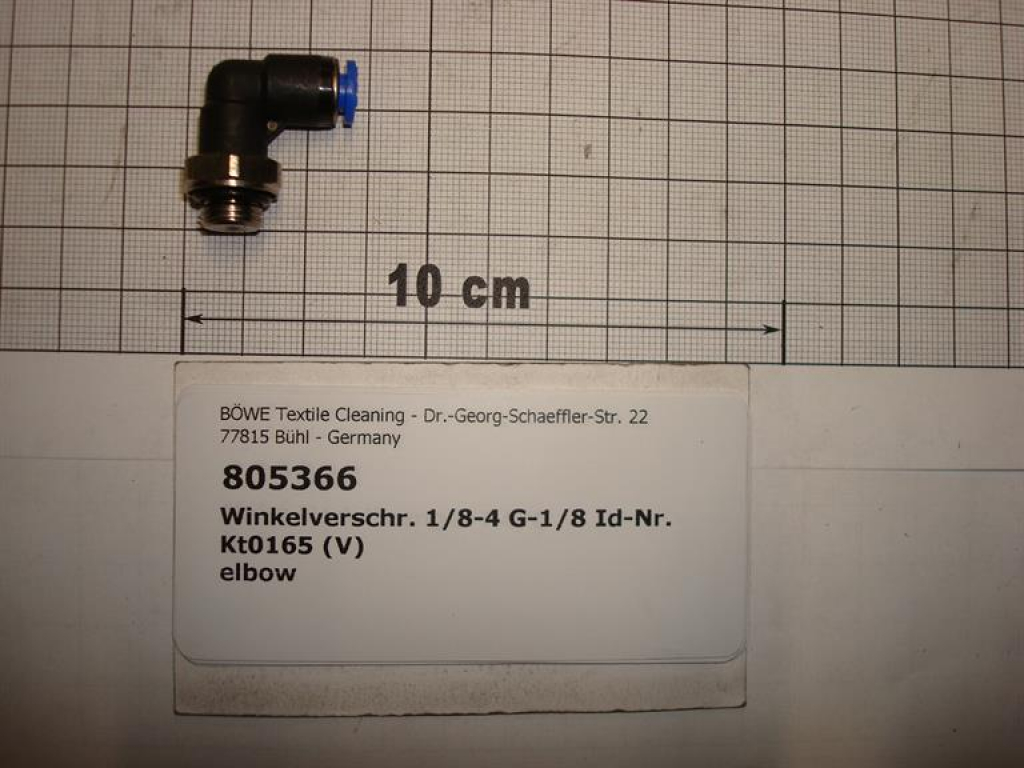 10 cm
BÖWE Textile Cleaning - Dr.-Georg-Schaeffler-Str. 22
77815 Bühl - Germany
805366
Winkelverschr. 1/8-4 G-1/8 Id-Nr.
Kt0165 (V)
elbow